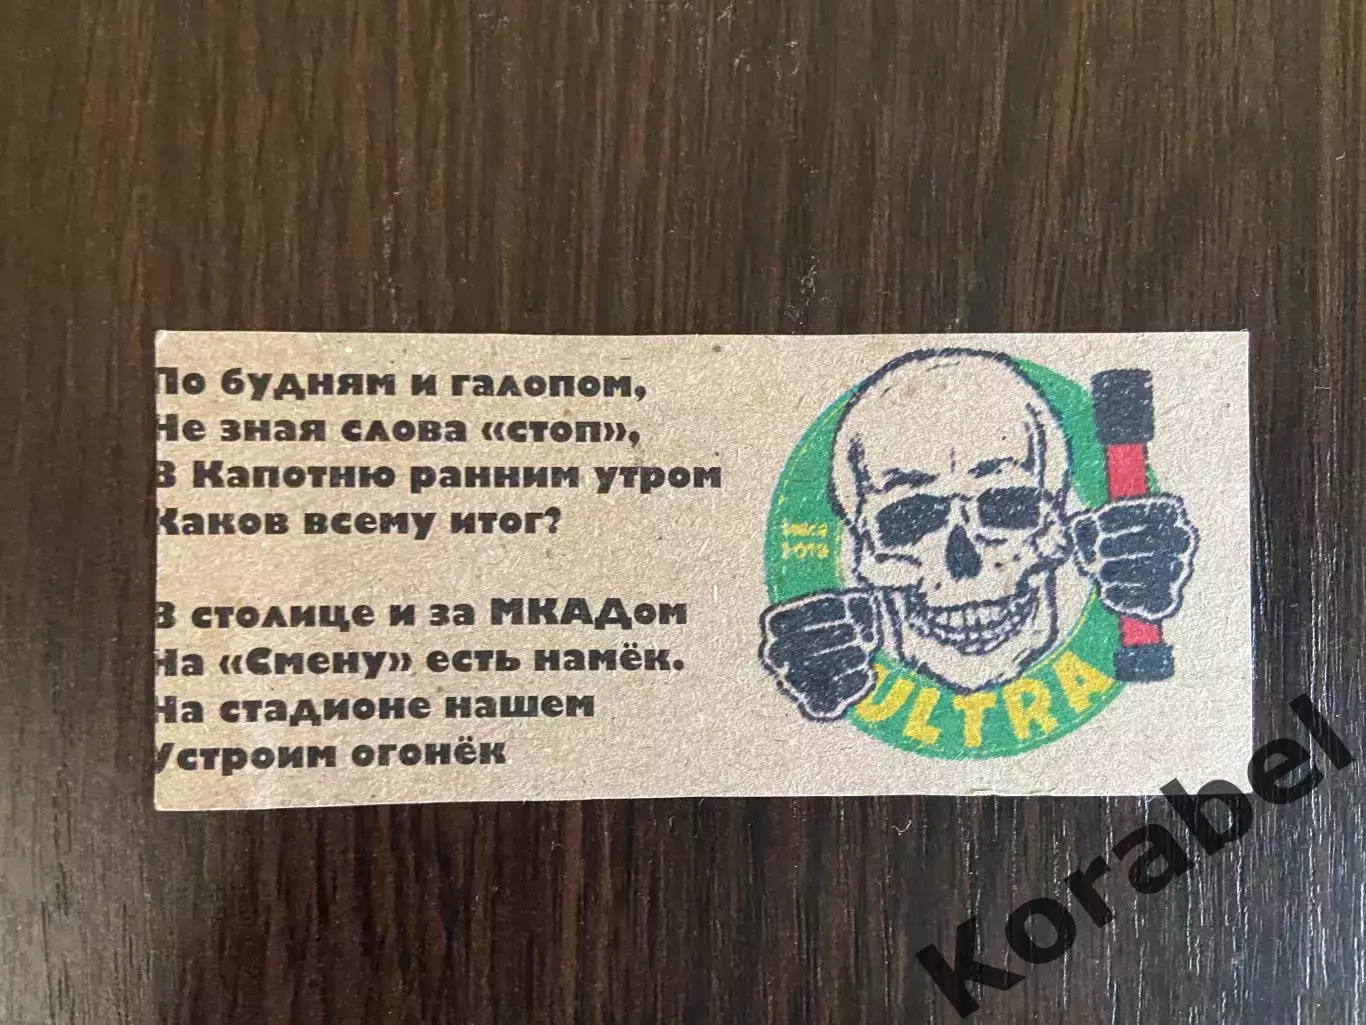 По будням и галопом,
Не зная слова «стоп»,
В Капотню ранним утром
Каков всему итог?
В столице и за МКАДом
На «Смену» есть намёк.
На стадионе нашем
Устроим огонёк
since
ULTRA
Korabel